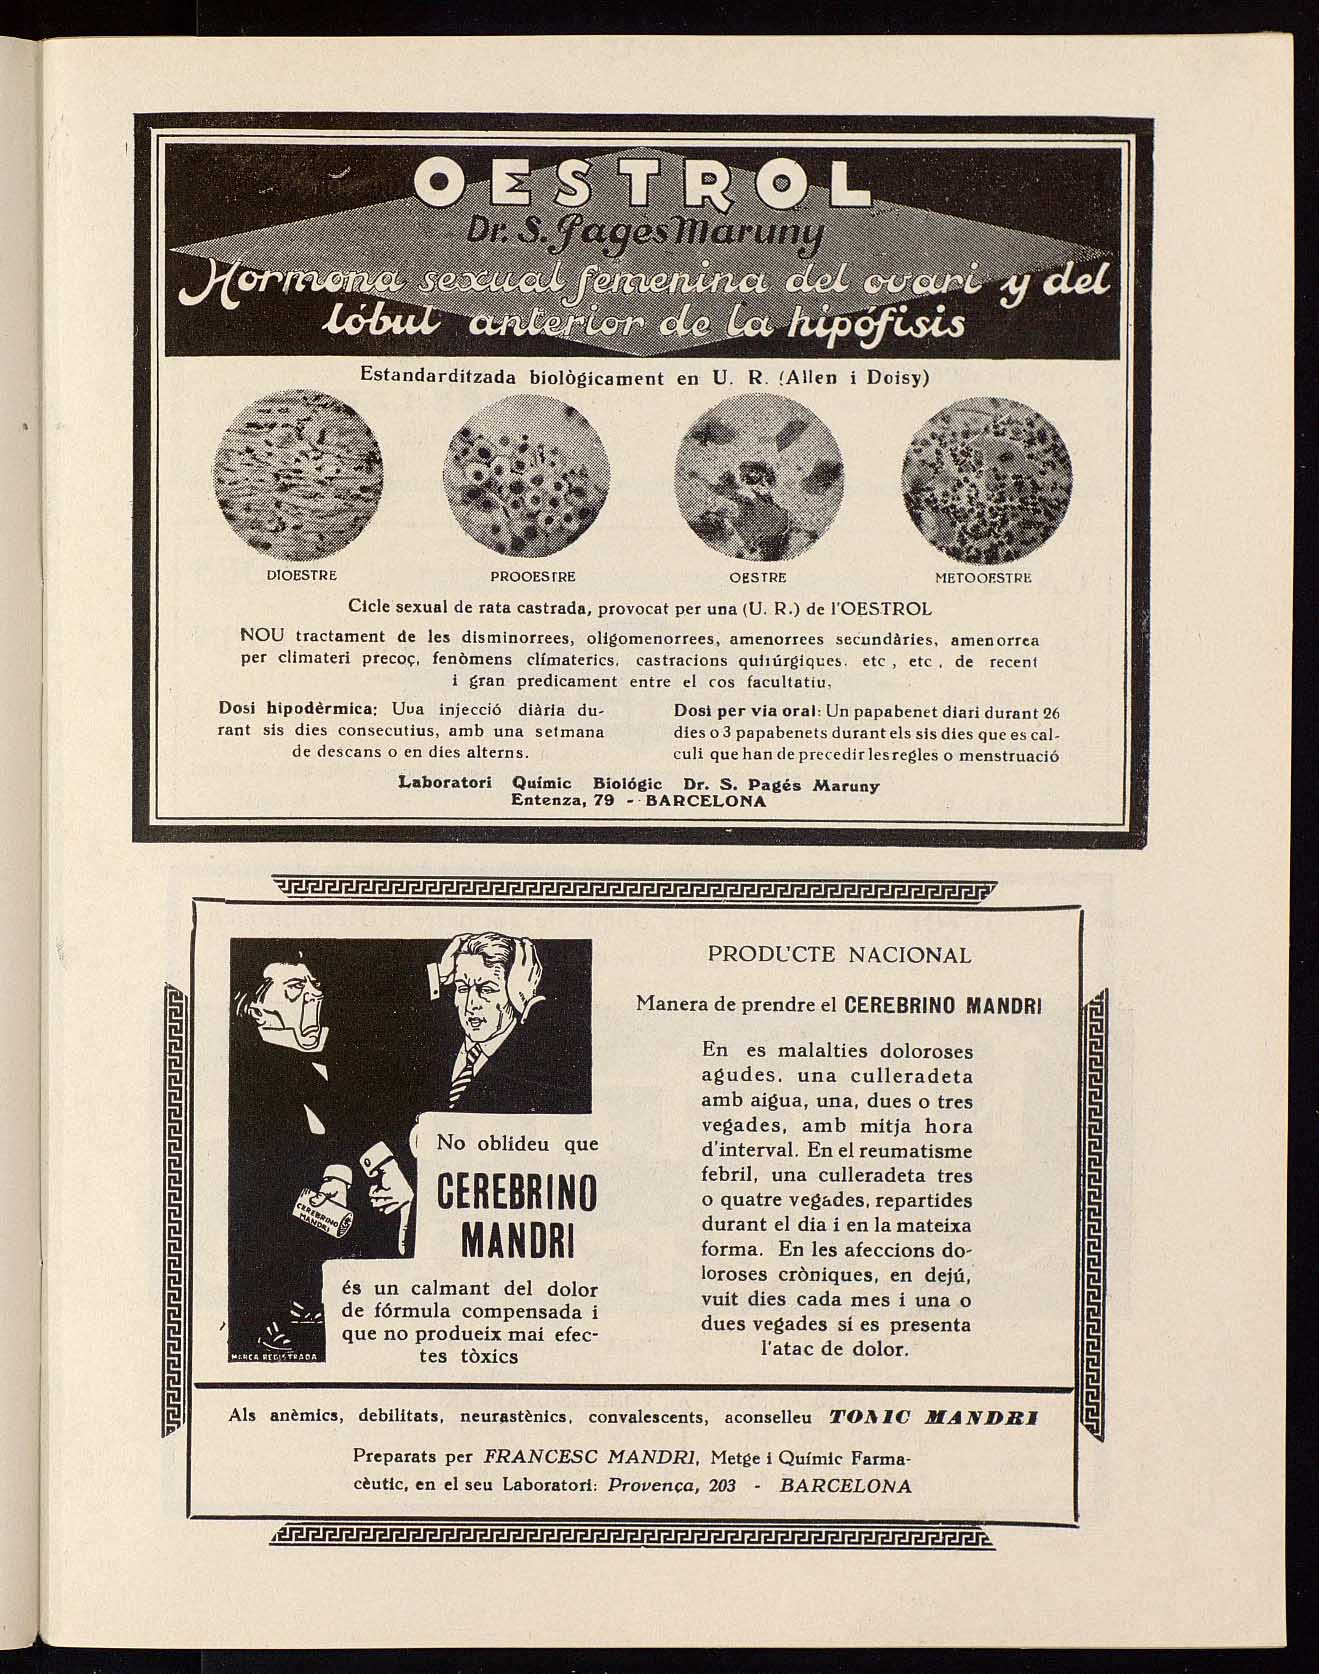 OESTROL
Dr. S. Pagès Maruny
Hormona sexual femenina del ovari y del
lóbul anterior de la hipófisis
Estandarditzada biològicament en U. R. (Allen i Doisy)
DIOESTRE PROOESTRE OESTRE METOOESTRE
Cicle sexual de rata castrada, provocat per una (U. R.) de l'OESTROL
NOU tractament de les disminorrees, oligomenorrees, amenorrees secundàries, amenorrea
per climateri precoç, fenòmens clímaterics, castracions quirúrgiques. etc , etc , de recent
i gran predicament entre el cos facultatiu,
Dosi hipodèrmica: Uua injecció diària du-
rant sis dies consecutius, amb una setmana
de descans o en dies alterns.
Dosi per via oral: Un papabenet diari durant 26
dies o 3 papabenets durant els sis dies que es cal-
culi que han de precedir les regles o menstruació
Laboratori Químic Biológic Dr. S. Pagés Maruny
Entenza, 79 - BARCELONA
CEREBRINO
MANDRI
MARCA REGISTRADA
No oblideu que
CEREBRINO
MANDRI
és un calmant del dolor
de fórmula compensada i
que no produeix mai efec-
tes tòxics
PRODUCTE NACIONAL
Manera de prendre el CEREBRINO MANDRI
En es malalties doloroses
agudes, una culleradeta
amb aigua, una, dues o tres
vegades, amb mitja hora
d'interval. En el reumatisme
febril, una culleradeta tres
o quatre vegades, repartides
durant el dia i en la mateixa
forma. En les afeccions do-
loroses cròniques, en dejú,
vuit dies cada mes i una o
dues vegades si es presenta
l'atac de dolor.
Als anèmics, debilitats, neurastènics, convalescents, aconselleu TONIC MANDRI
Preparats per FRANCESC MANDRI, Metge i Químic Farma-
cèutic, en el seu Laboratori: Provença, 203 - BARCELONA